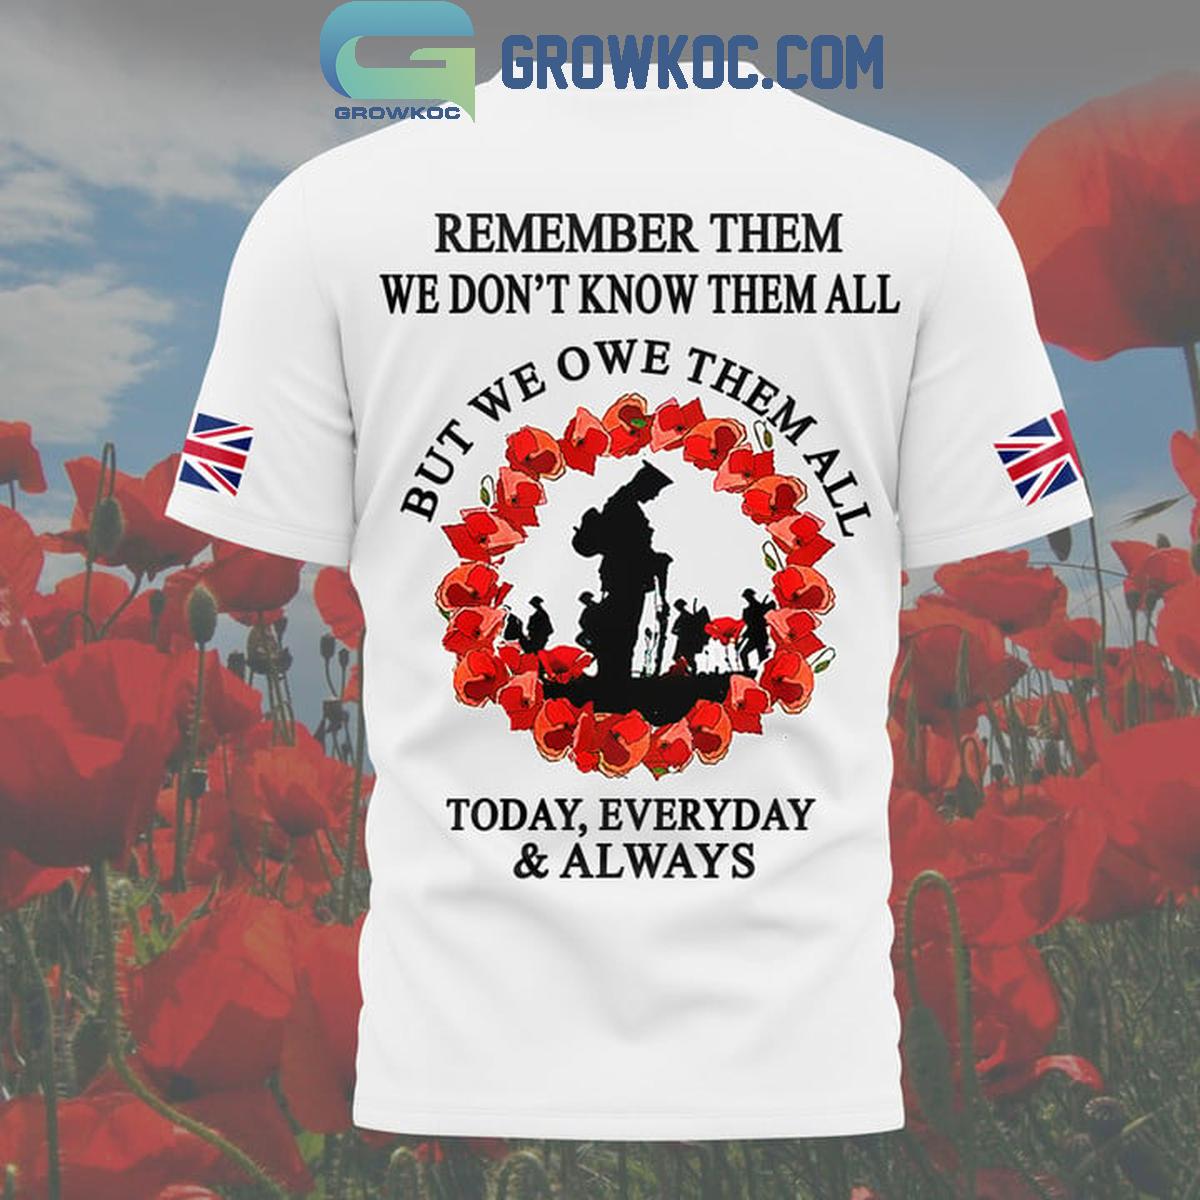 GROWKOC
GROWKOC.COM
REMEMBER THEM
WE DON'T KNOW THEM ALL
BUT WE OWE THEM ALL
TODAY, EVERYDAY
& ALWAYS